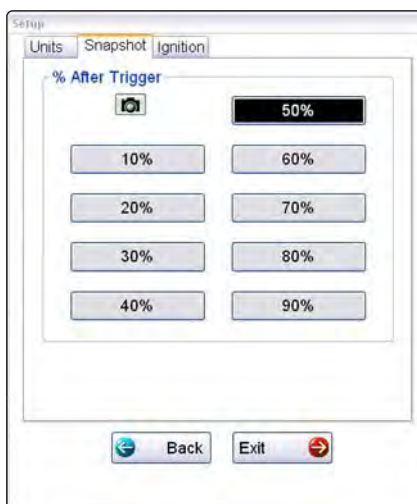 Setup
Units Snapshot Ignition
% After Trigger
50%
10% 60%
20% 70%
30% 80%
40% 90%
Back Exit